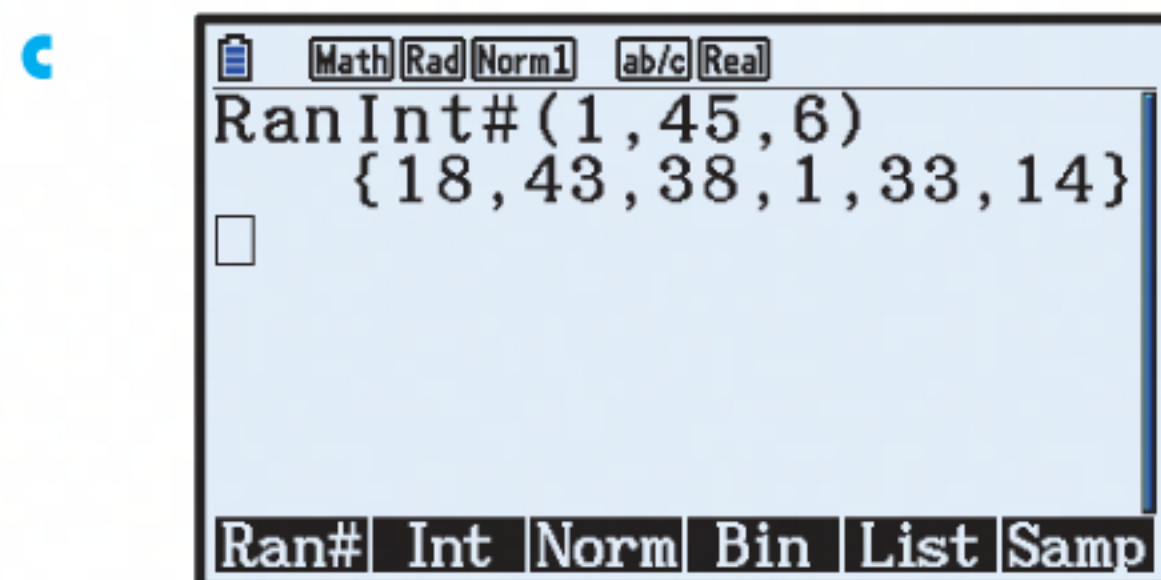 c
Math Rad Norm1 ab/c Real
RanInt#(1,45,6)
{18,43,38,1,33,14}
Ran# Int Norm Bin List Samp